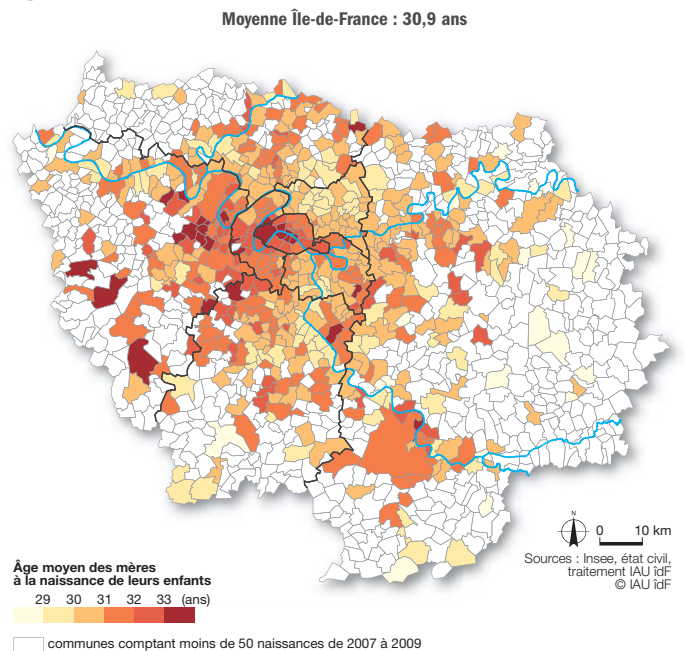 Moyenne Île-de-France : 30,9 ans
N
0 10 km
Sources : Insee, état civil,
traitement IAU îdF
© IAU îdF
Âge moyen des mères
à la naissance de leurs enfants
29 30 31 32 33 (ans)
communes comptant moins de 50 naissances de 2007 à 2009